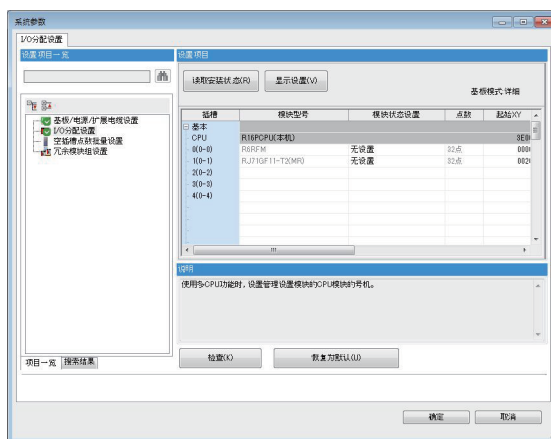 系统参数
I/O分配设置
设置项目一览
设置项目
读取安装状态(R)
显示设置(V)
基板模式:详细
基板/电源/扩展电缆设置
I/O分配设置
空插槽点数批量设置
冗余模块组设置
插槽 模块型号 模块状态设置 点数 起始XY
基本
CPU R16PCPU(本机) 3E0
0(0-0) R6RFM 无设置 32点 000
1(0-1) RJ71GF11-T2(MR) 无设置 32点 002
2(0-2)
3(0-3)
4(0-4)
说明
使用多CPU功能时,设置管理设置模块的CPU模块的号机。
项目一览 搜索结果
检查(K)
恢复为默认(U)
确定
取消